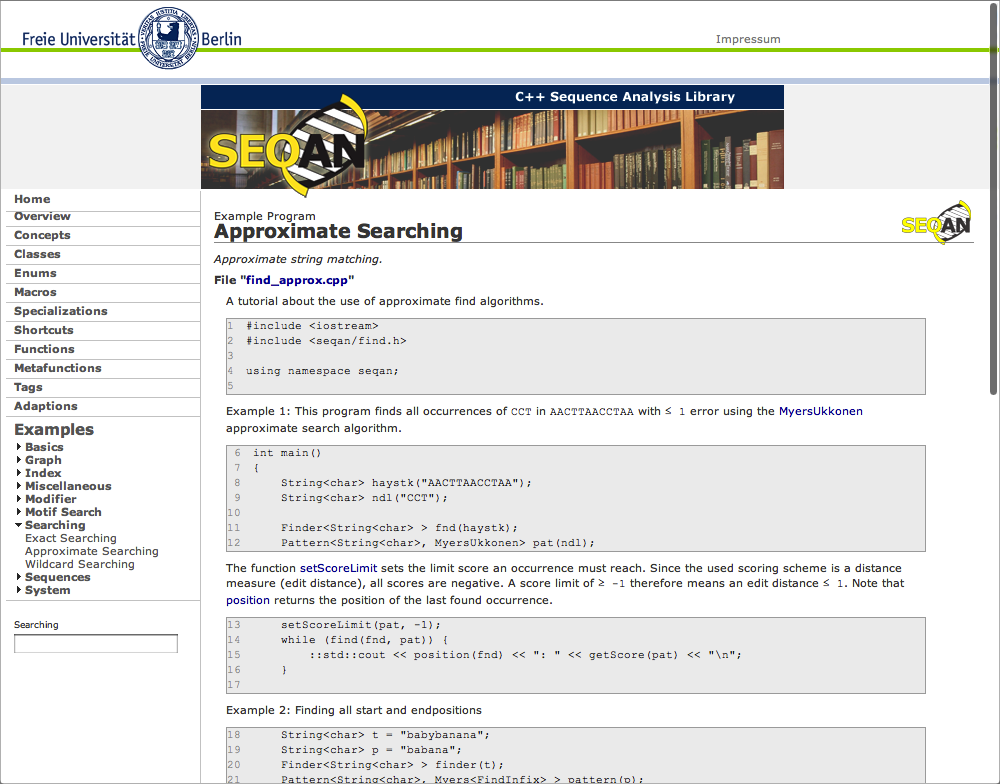 Freie Universität Berlin
Impressum
C++ Sequence Analysis Library
SEQAN
Home
Overview
Concepts
Classes
Enums
Macros
Specializations
Shortcuts
Functions
Metafunctions
Tags
Adaptions
Examples
Basics
Graph
Index
Miscellaneous
Modifier
Motif Search
Searching
Exact Searching
Approximate Searching
Wildcard Searching
Sequences
System
Searching
Example Program
Approximate Searching
SEQAN
Approximate string matching.
File "find_approx.cpp"
A tutorial about the use of approximate find algorithms.
1 #include <iostream>
2 #include <seqan/find.h>
3
4 using namespace seqan;
5
Example 1: This program finds all occurrences of CCT in AACTTAACCTAA with ≤ 1 error using the MyersUkkonen
approximate search algorithm.
6 int main()
7 {
8 String<char> haystk("AACTTAACCTAA");
9 String<char> ndl("CCT");
10
11 Finder<String<char> > fnd(haystk);
12 Pattern<String<char>, MyersUkkonen> pat(ndl);
The function setScoreLimit sets the limit score an occurrence must reach. Since the used scoring scheme is a distance
measure (edit distance), all scores are negative. A score limit of ≥ -1 therefore means an edit distance ≤ 1. Note that
position returns the position of the last found occurrence.
13 setScoreLimit(pat, -1);
14 while (find(fnd, pat)) {
15 ::std::cout << position(fnd) << ": " << getScore(pat) << "\n";
16 }
17
Example 2: Finding all start and endpositions
18 String<char> t = "babybanana";
19 String<char> p = "babana";
20 Finder<String<char> > finder(t);
21 Pattern<String<char>, Myers<FindInfix> > pattern(p);